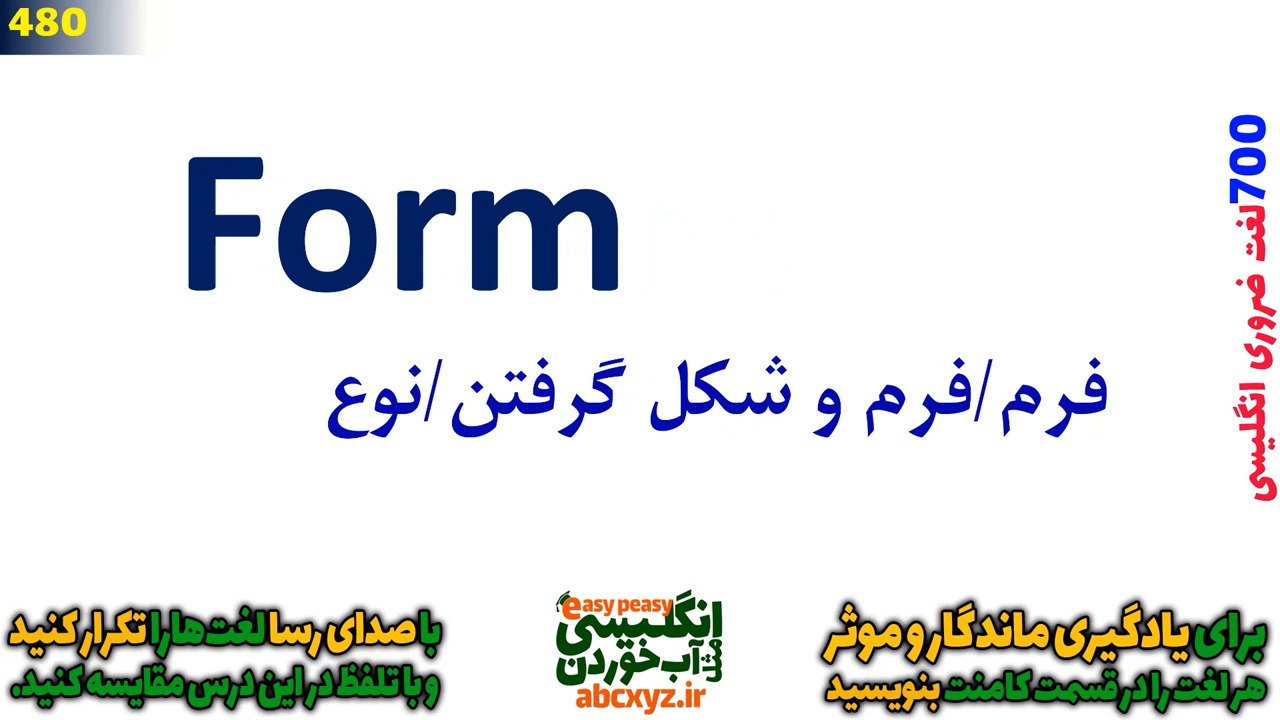 480
Form
فرم/فرم و شکل گرفتن/نوع
700 لغت ضروری انگلیسی
برای یادگیری ماندگار و موثر
هر لغت را در قسمت کامنت بنویسید
easy peasy
انگلیسی
مثل آب خوردن
abcxyz.ir
با صدای رسا لغت‌ها را تکرار کنید
و با تلفظ در این درس مقایسه کنید.